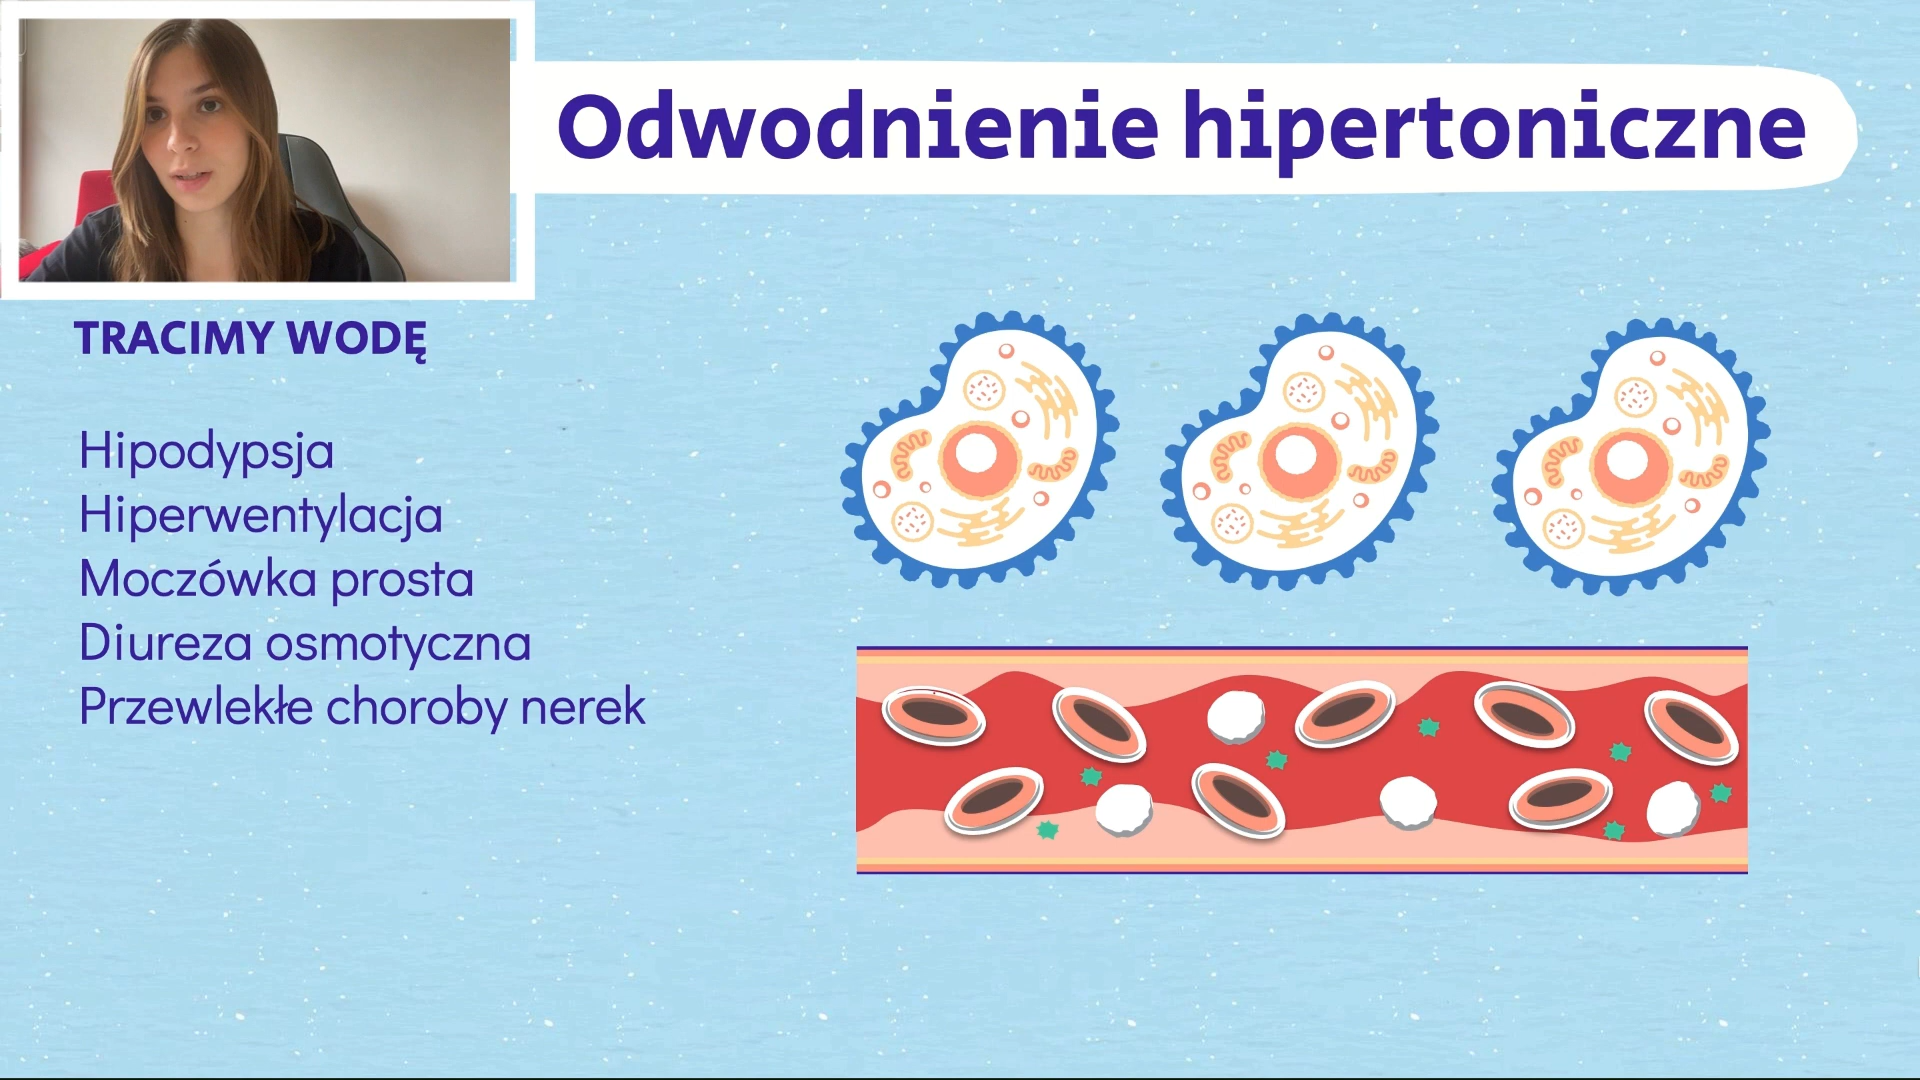 Odwodnienie hipertoniczne
TRACIMY WODĘ
Hipodypsja
Hiperwentylacja
Moczówka prosta
Diureza osmotyczna
Przewlekłe choroby nerek